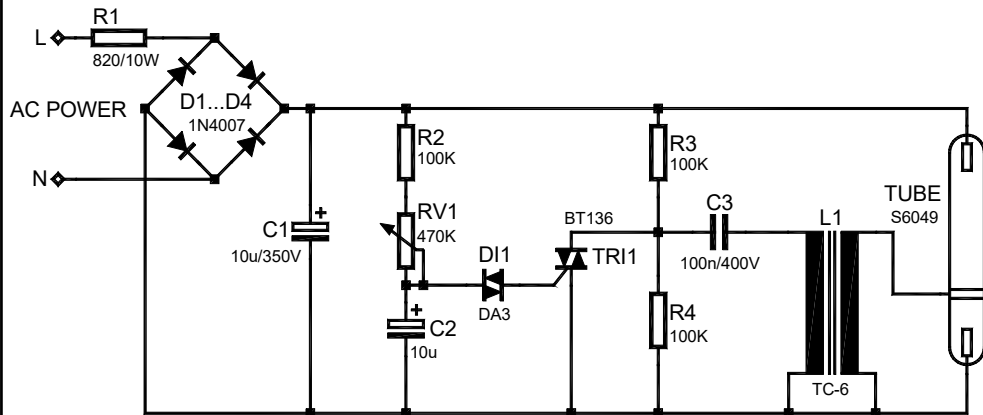 R1
L
820/10W
AC POWER
D1...D4
1N4007
N
R2
100K
R3
100K
TUBE
S6049
C3
L1
RV1
470K
BT136
C1
+
10u/350V
DI1
TRI1
100n/400V
DA3
+
C2
10u
R4
100K
TC-6